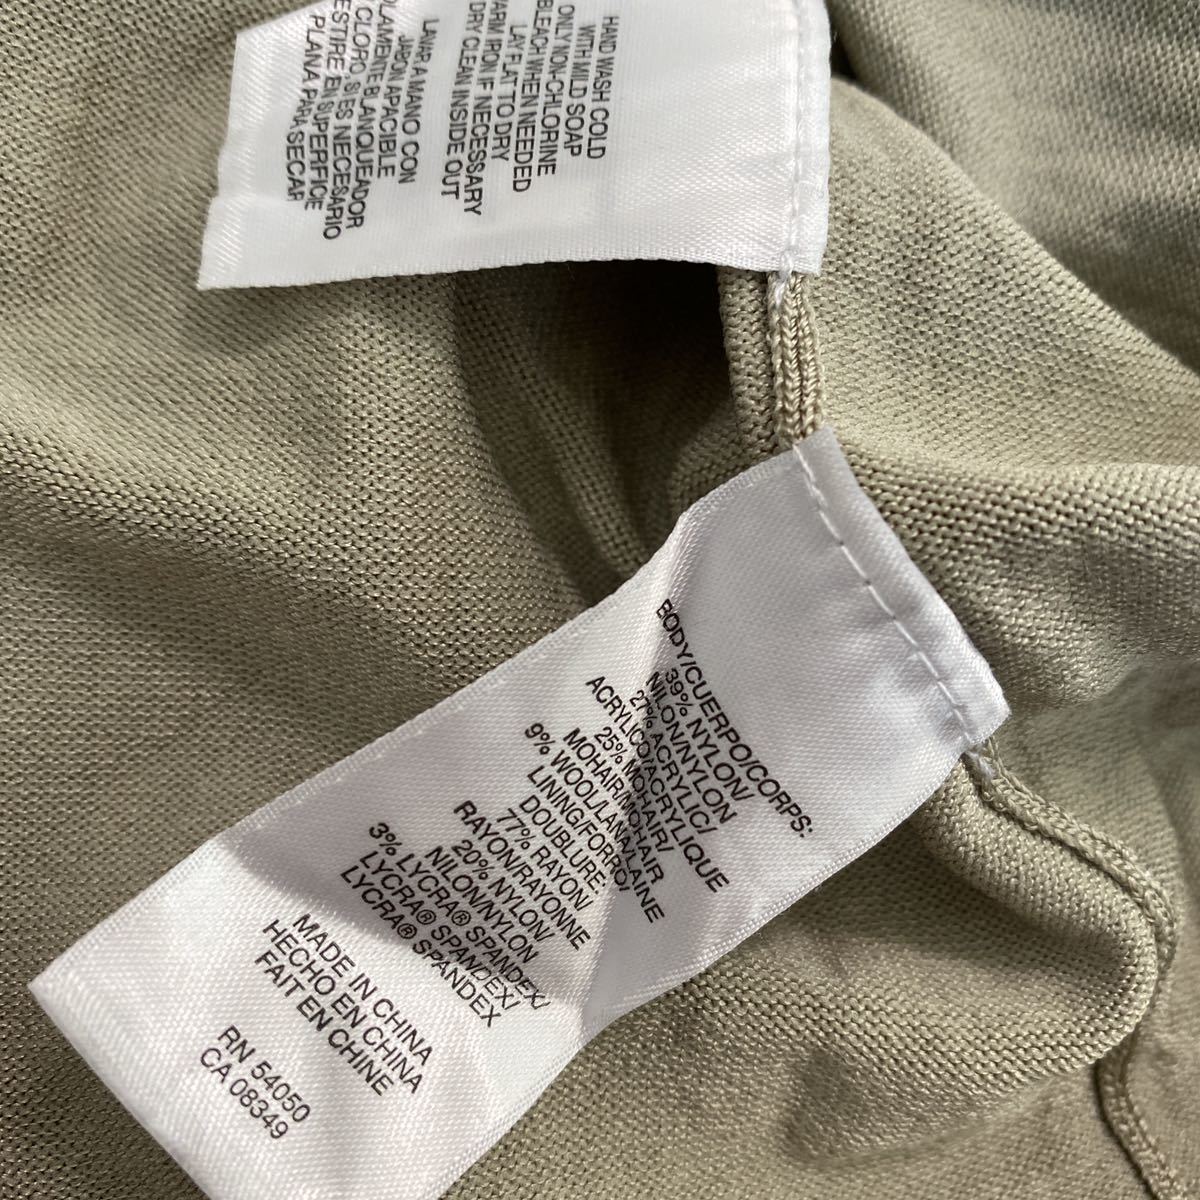 HAND WASH COLD
WITH MILD SOAP
ONLY NON-CHLORINE
BLEACH WHEN NEEDED
LAY FLAT TO DRY
IRON IF NECESSARY
DRY CLEAN INSIDE OUT
LAVAR A MANO CON
JABON APACIBLE
BLANQUEADOR
CLORO, SI ES NECESARIO
EN SUPERFICIE
PLANA PARA SECAR
BODY/CUERPO/CORPS:
39% NYLON/
NILON/NYLON
27% ACRYLIC/
ACRYLICO/ACRYLIQUE
25% MOHAIR/
MOHAIR/MOHAIR
9% WOOL/LANA/LAINE
LINING/FORRO/
DOUBLURE:
77% RAYON/
RAYON/RAYONNE
20% NYLON/
NILON/NYLON
3% LYCRA® SPANDEX/
LYCRA® SPANDEX/
LYCRA® SPANDEX
MADE IN CHINA
HECHO EN CHINA
FAIT EN CHINE
RN 54050
CA 08349